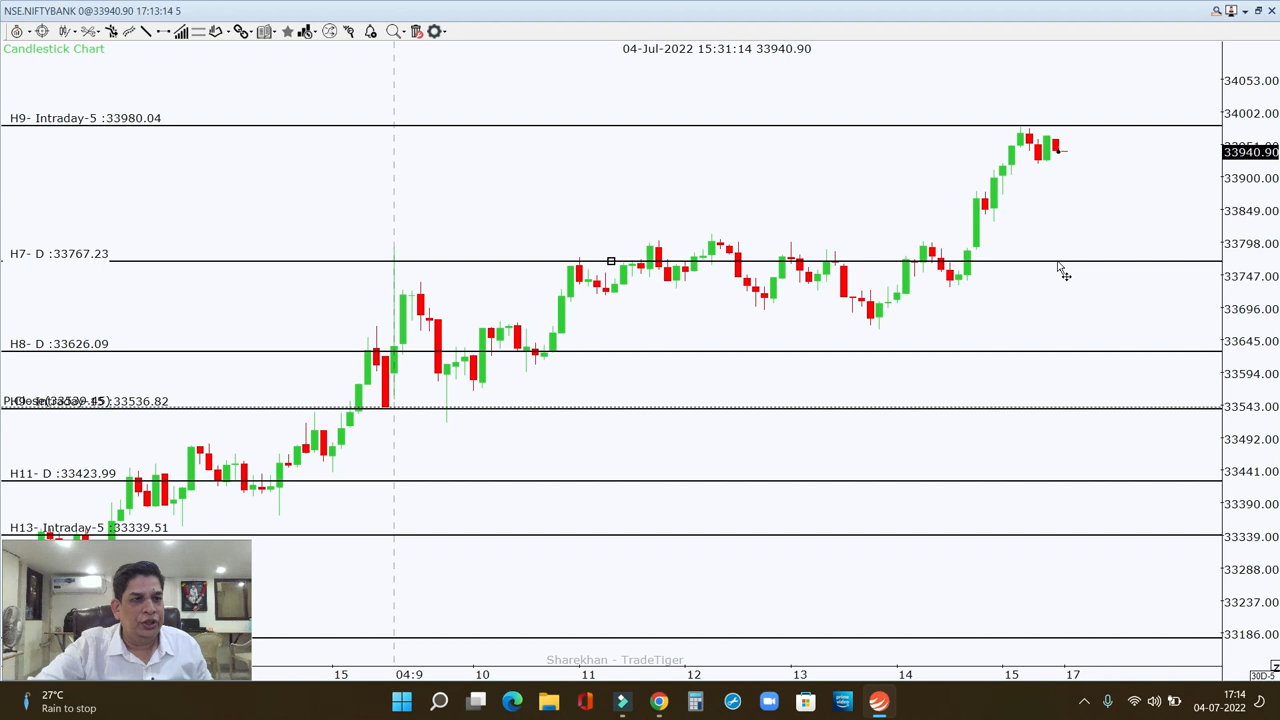 NSE.NIFTYBANK 0@33940.90 17:13:14 5
Candlestick Chart
04-Jul-2022 15:31:14 33940.90
34053.00
H9- Intraday-5 :33980.04
34002.00
33940.90
33900.00
33849.00
33798.00
H7- D :33767.23
33747.00
33696.00
H8- D :33626.09
33645.00
33594.00
:33536.82
33543.00
33492.00
H11- D :33423.99
33441.00
33390.00
H13- Intraday-5 :33339.51
33339.00
33288.00
33237.00
33186.00
Sharekhan - TradeTiger
15 04:9 10 11 12 13 14 15 17
30D-5
27°C
Rain to stop
17:14
04-07-2022